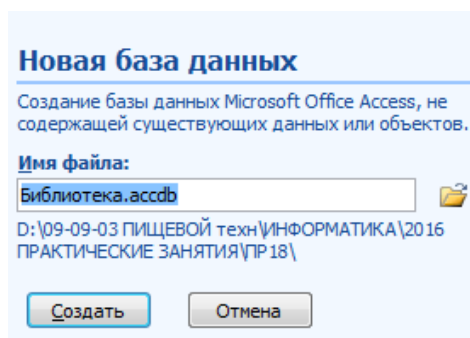 Новая база данных
Создание базы данных Microsoft Office Access, не
содержащей существующих данных или объектов.
Имя файла:
Библиотека.accdb
D:\09-09-03 ПИЩЕВОЙ техн\ИНФОРМАТИКА\2016
ПРАКТИЧЕСКИЕ ЗАНЯТИЯ\ПР18\
Создать
Отмена